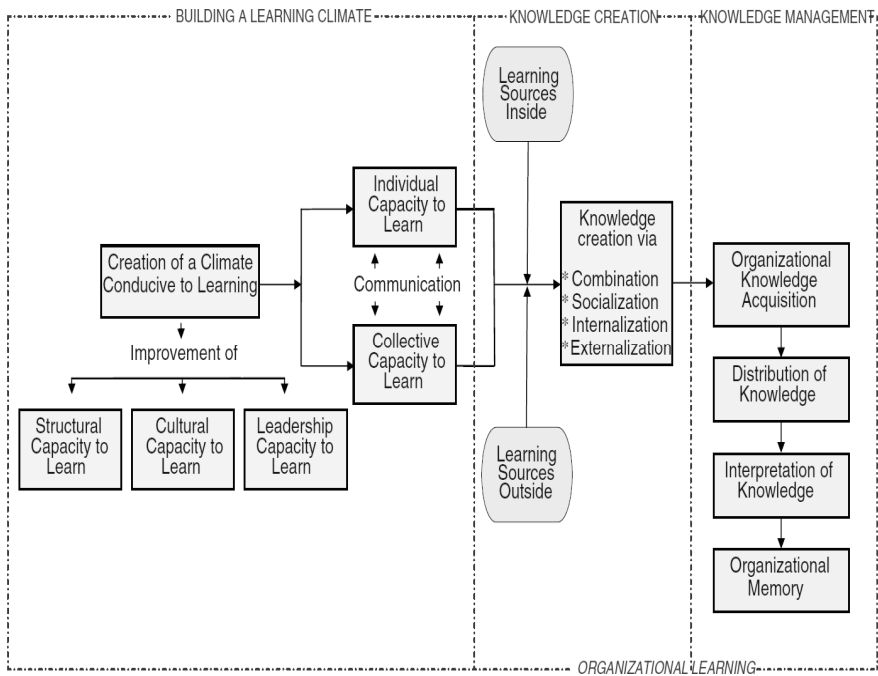 BUILDING A LEARNING CLIMATE
KNOWLEDGE CREATION
KNOWLEDGE MANAGEMENT
Creation of a Climate
Conducive to Learning
Improvement of
Structural
Capacity to
Learn
Cultural
Capacity to
Learn
Leadership
Capacity to
Learn
Individual
Capacity to
Learn
Communication
Collective
Capacity to
Learn
Learning
Sources
Inside
Learning
Sources
Outside
Knowledge
creation via
* Combination
* Socialization
* Internalization
* Externalization
Organizational
Knowledge
Acquisition
Distribution of
Knowledge
Interpretation of
Knowledge
Organizational
Memory
ORGANIZATIONAL LEARNING